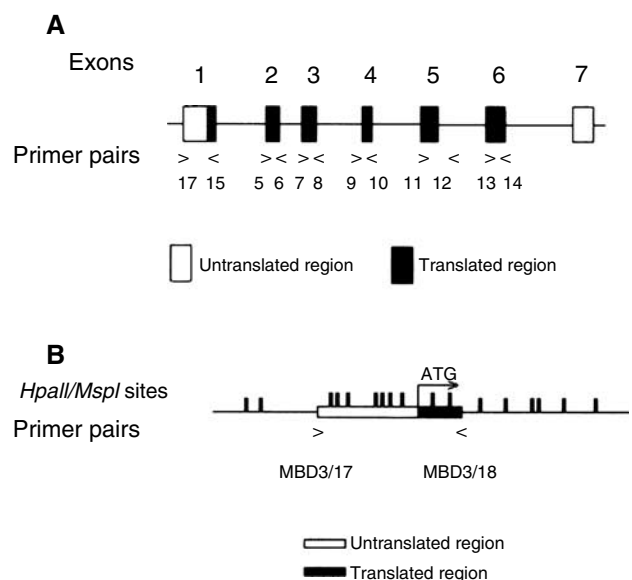 A
Exons 1 2 3 4 5 6 7
Primer pairs > < > < > < > < > < > <
17 15 5 6 7 8 9 10 11 12 13 14
Untranslated region Translated region
B
ATG
HpaII/MspI sites
Primer pairs > <
MBD3/17 MBD3/18
Untranslated region
Translated region